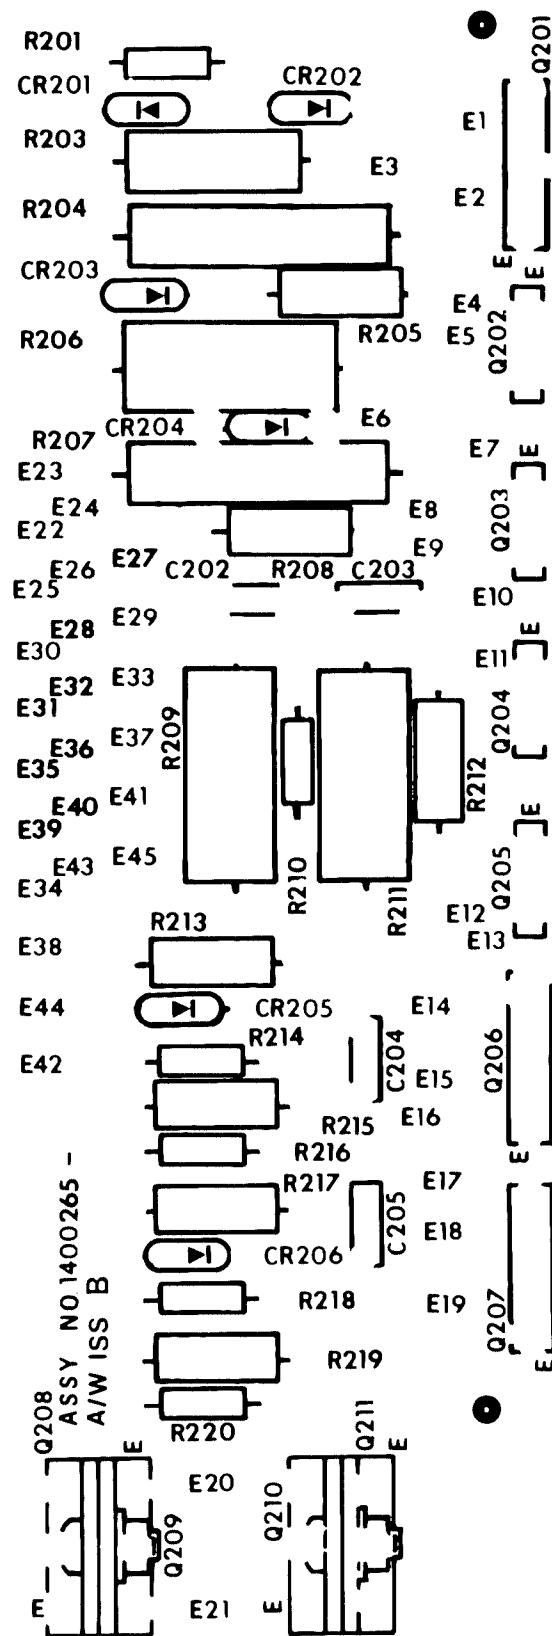 R201
Q201
CR201
CR202
R203
E1
E3
R204
E2
E
E
CR203
E4
R206
R205
E5
Q202
CR204
E6
R207
E7
E
E23
E24
E8
Q203
E22
E9
E26
E27
C202
R208
C203
E25
E10
E28
E29
E
E30
E11
E32
E33
E31
R209
Q204
E36
E37
E35
R212
E40
E41
E
E39
E43
E45
R210
R211
Q205
E34
E12
R213
E13
E38
E44
CR205
E14
R214
C204
Q206
E42
E15
R215
E16
R216
E
R217
E17
C205
E18
CR206
R218
E19
Q207
R219
E
ASSY NO 1400265 -
A/W ISS B
R220
Q208
E
Q211
E
E20
Q210
Q209
E
E21
E